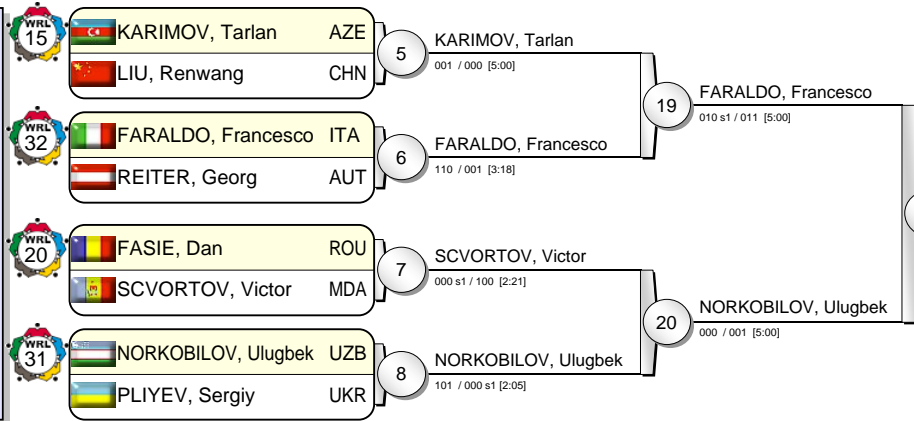 WRL
15
KARIMOV, Tarlan AZE
LIU, Renwang CHN
5
KARIMOV, Tarlan
001 / 000 [5:00]
WRL
32
FARALDO, Francesco ITA
REITER, Georg AUT
6
FARALDO, Francesco
110 / 001 [3:18]
19
FARALDO, Francesco
010 s1 / 011 [5:00]
WRL
20
FASIE, Dan ROU
SCVORTOV, Victor MDA
7
SCVORTOV, Victor
000 s1 / 100 [2:21]
WRL
31
NORKOBILOV, Ulugbek UZB
PLIYEV, Sergiy UKR
8
NORKOBILOV, Ulugbek
101 / 000 s1 [2:05]
20
NORKOBILOV, Ulugbek
000 / 001 [5:00]